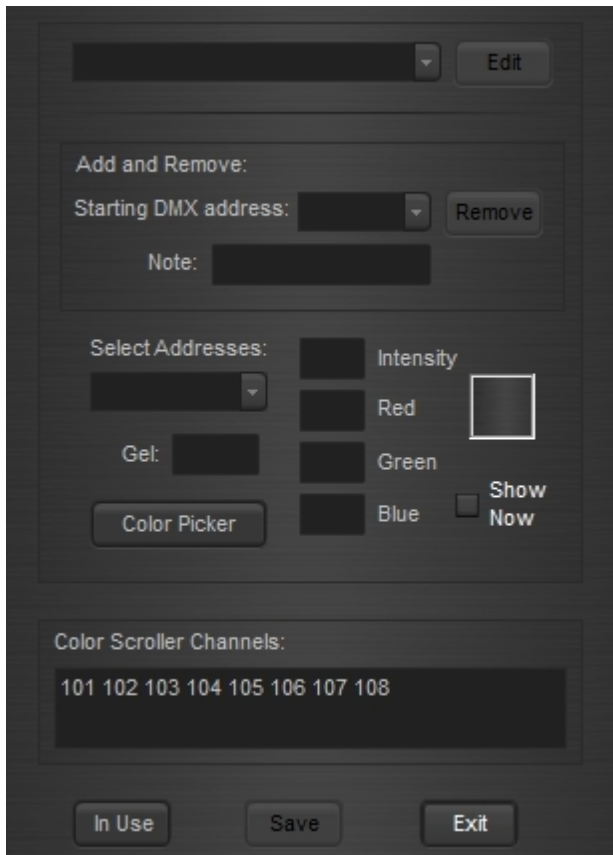 Edit
Add and Remove:
Starting DMX address:
Remove
Note:
Select Addresses:
Intensity
Red
Gel:
Green
Show
Now
Color Picker
Blue
Color Scroller Channels:
101 102 103 104 105 106 107 108
In Use
Save
Exit